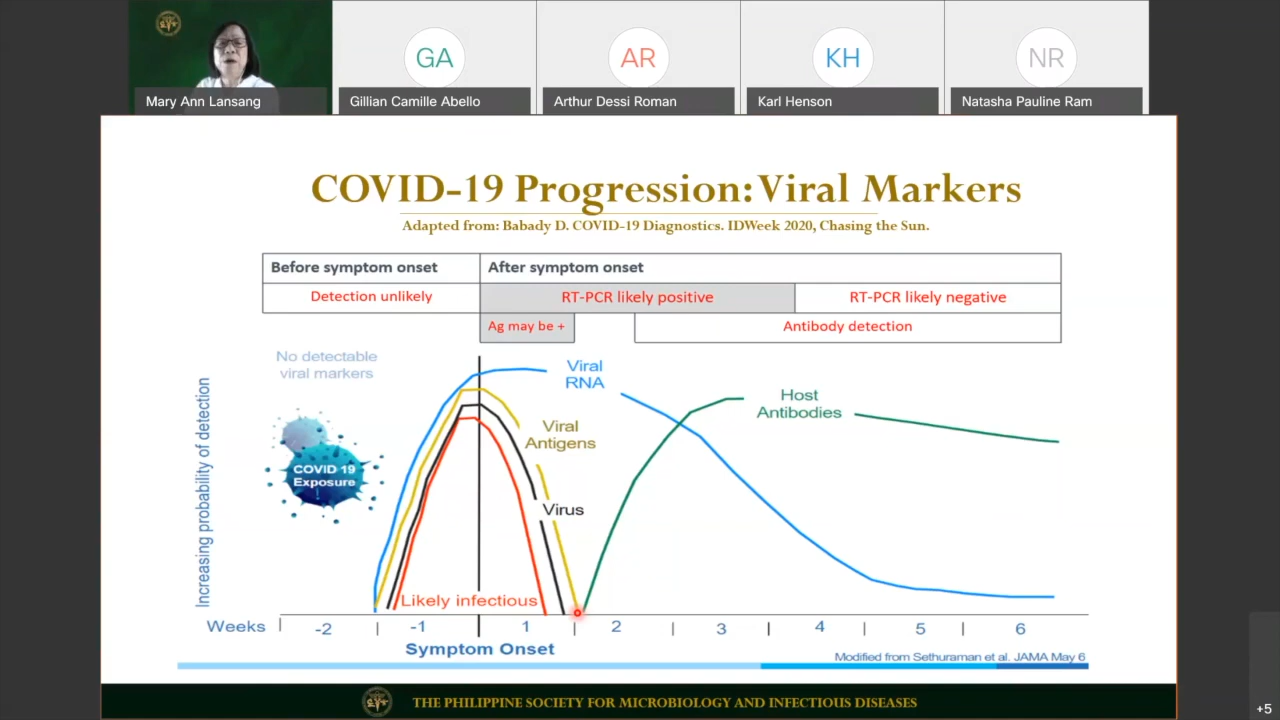 GA
AR
KH
NR
Mary Ann Lansang
Gillian Camille Abello
Arthur Dessi Roman
Karl Henson
Natasha Pauline Ram
COVID-19 Progression: Viral Markers
Adapted from: Babady D. COVID-19 Diagnostics. IDWeek 2020, Chasing the Sun.
Before symptom onset
After symptom onset
Detection unlikely
RT-PCR likely positive
RT-PCR likely negative
Ag may be +
Antibody detection
No detectable
viral markers
Viral
RNA
Host
Antibodies
Viral
Antigens
COVID 19
Exposure
Virus
Increasing probability of detection
Likely infectious
Weeks
-2
-1
1
2
3
4
5
6
Symptom Onset
Modified from Sethuraman et al. JAMA May 6
THE PHILIPPINE SOCIETY FOR MICROBIOLOGY AND INFECTIOUS DISEASES
+5